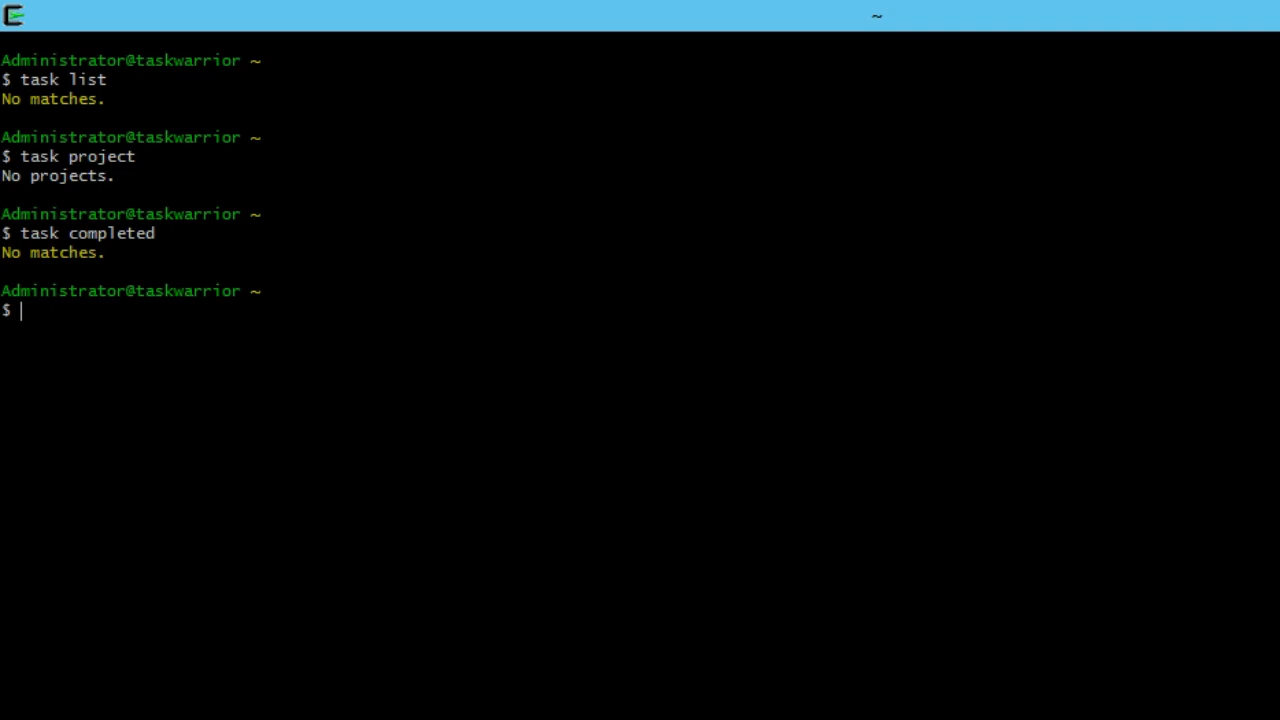 ~
Administrator@taskwarrior ~
$ task list
No matches.
Administrator@taskwarrior ~
$ task project
No projects.
Administrator@taskwarrior ~
$ task completed
No matches.
Administrator@taskwarrior ~
$